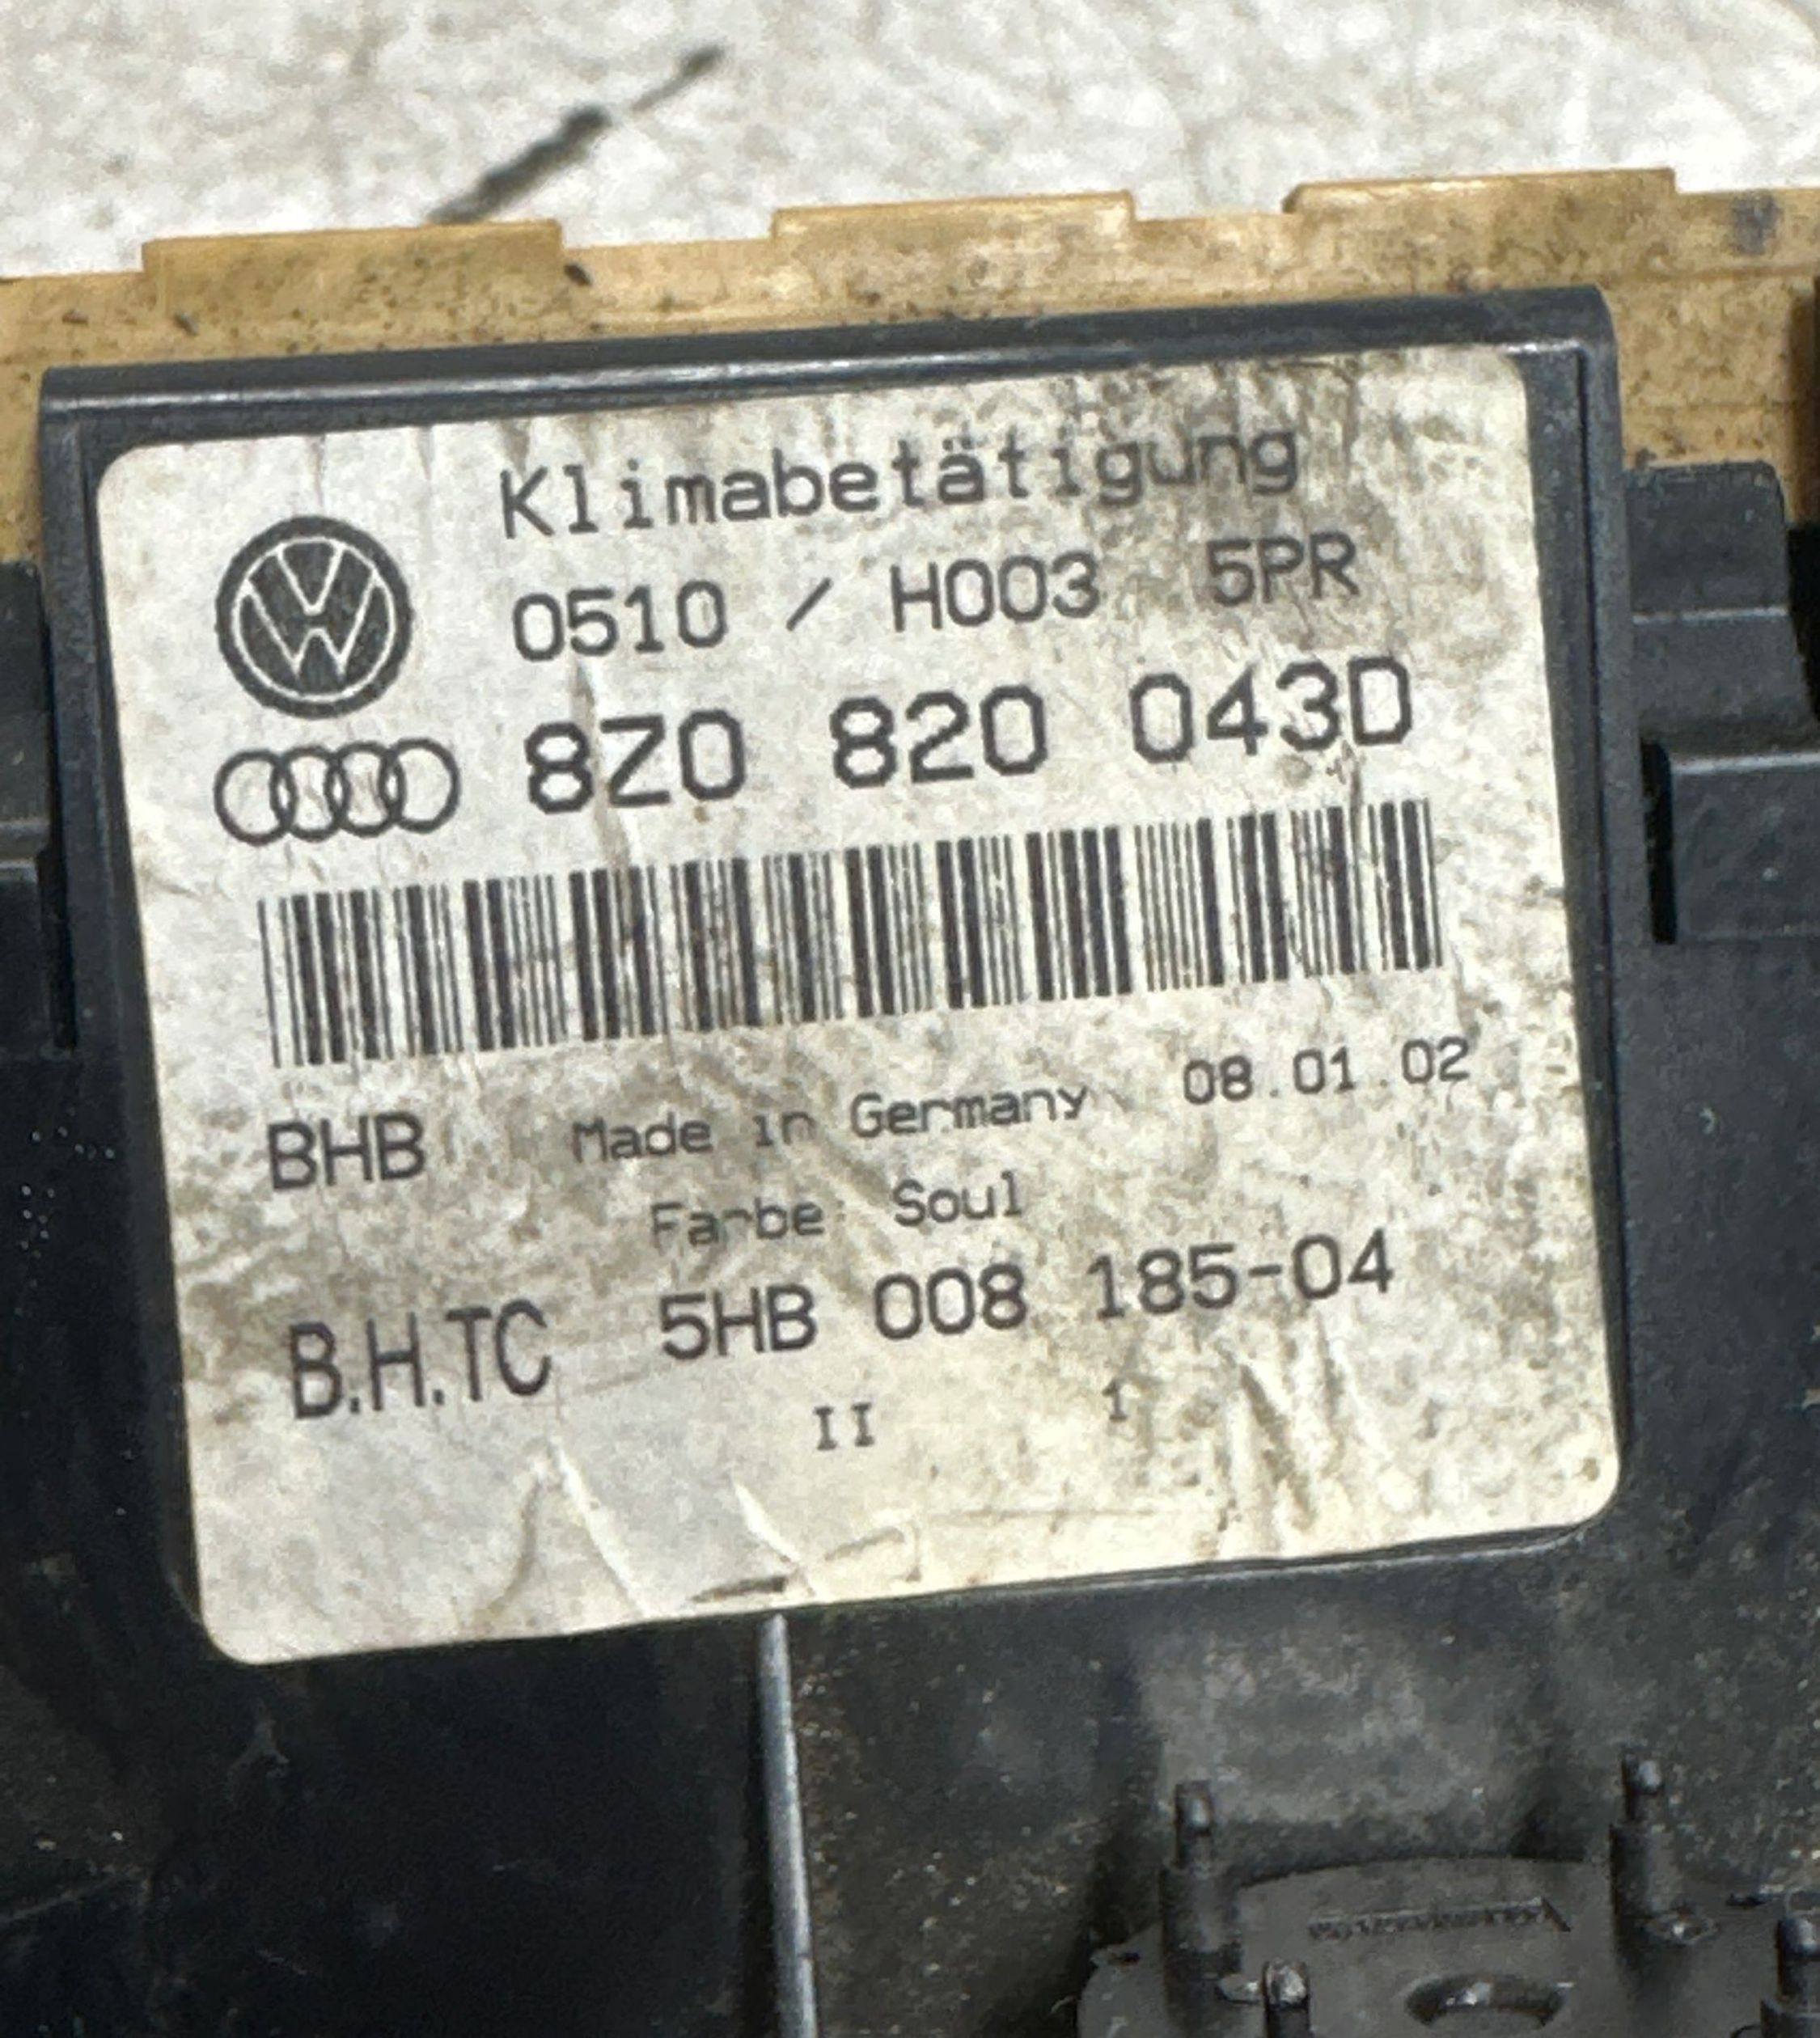 Klimabetätigung
0510 / H003 5PR
8Z0 820 043D
BHB Made in Germany 08.01.02
Farbe: Soul
B.H.TC 5HB 008 185-04
II 1